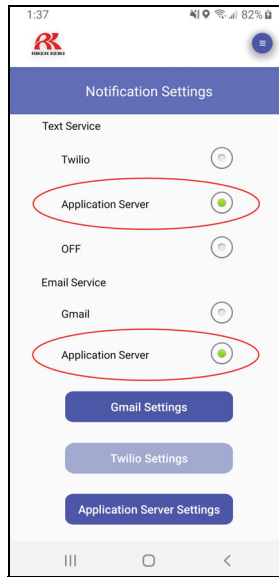 1:37
82%
RIKEN KEIKI
Notification Settings
Text Service
Twilio
Application Server
OFF
Email Service
Gmail
Application Server
Gmail Settings
Twilio Settings
Application Server Settings